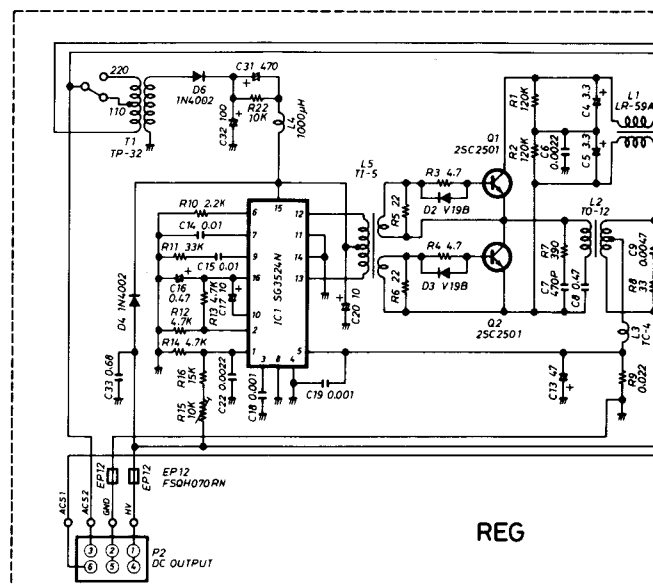 220
110
T1
TP-32
D6
1N4002
C31 470
+
R22
10K
C32 100
+
L4
1000μH
R1
120K
R2
120K
C4 3.3
+
C5 3.3
+
C6
0.0022
L1
LR-59A
Q1
2SC2501
L5
TI-5
R3 4.7
D2 V19B
R5 22
L2
TO-12
R10 2.2K
C14 0.01
R11 33K
C15 0.01
C16
0.47
+
R13 4.7K
C17 10
+
R12
4.7K
R14 4.7K
D4 1N4002
C33 0.68
R16
15K
R15
10K
C22 0.0022
15
6
7
9
16
10
2
1
12
11
14
13
5
3
8
4
IC1 SG3524N
C18 0.001
C19 0.001
C20 10
+
R4 4.7
D3 V19B
R6 22
Q2
2SC2501
R7
390
C7
470P
C8 0.47
C9
0.0047
R8
33
L3
TC-4
C13 47
+
R9
0.022
EP12
EP12
EP12
FSQH070RN
ACS1
ACS2
GND
HV
3
2
1
6
5
4
P2
DC OUTPUT
REG